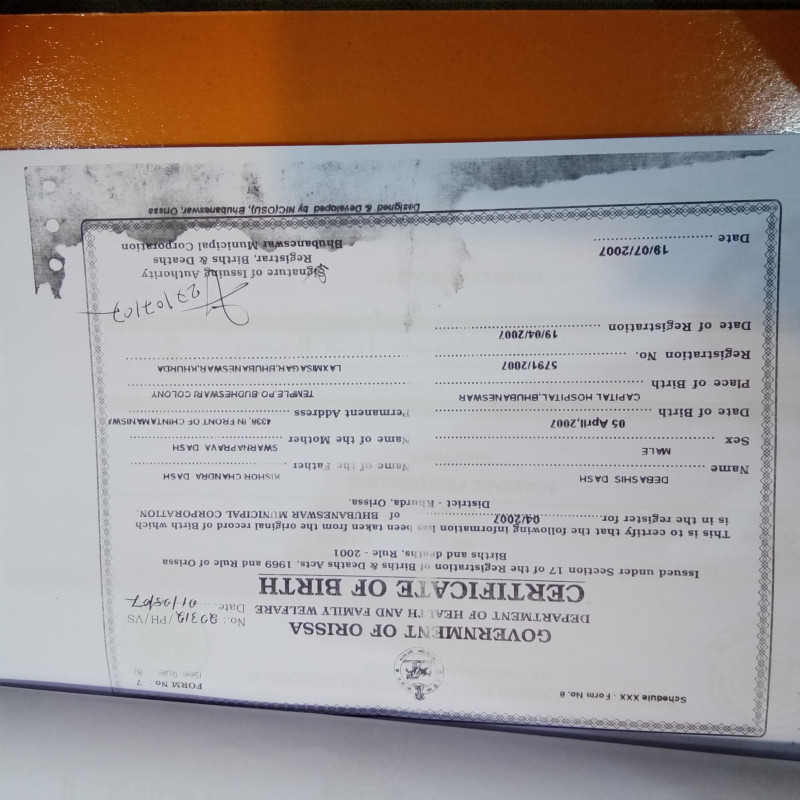 Schedule XXX - Form No. 8
FORM No. : 7
(See Rule 8)
GOVERNMENT OF ORISSA
DEPARTMENT OF HEALTH AND FAMILY WELFARE
No.: 20319/PH/VS
CERTIFICATE OF BIRTH
Date 01/08/07
Issued under Section 17 of the Registration of Births & Deaths Acts, 1969 and Rule of Orissa
Births and deaths, Rule - 2001
This is to certify that the following information has been taken from the original record of Birth which
is in the register for 04/2007 of BHUBANESWAR MUNICIPAL CORPORATION.
District - Khurda, Orissa.
Name DEBASHIS DASH Name of the Father KISHOR CHANDRA DASH
Sex MALE Name of the Mother SWARNAPRAVA DASH
Date of Birth 05 April,2007 Permanent Address 4338, IN FRONT OF CHINTAMANISWA
Place of Birth CAPITAL HOSPITAL,BHUBANESWAR TEMPLE,PO.BUDHESWARI COLONY
Registration No. 5791/2007 LAXMSAGAR,BHUBANESWAR,KHURDA
Date of Registration 19/04/2007
27/07/07
Signature of Issuing Authority
Date 19/07/2007 Registrar, Births & Deaths
Bhubaneswar Municipal Corporation
Designed & Developed by NIC(OSU), Bhubaneswar, Orissa